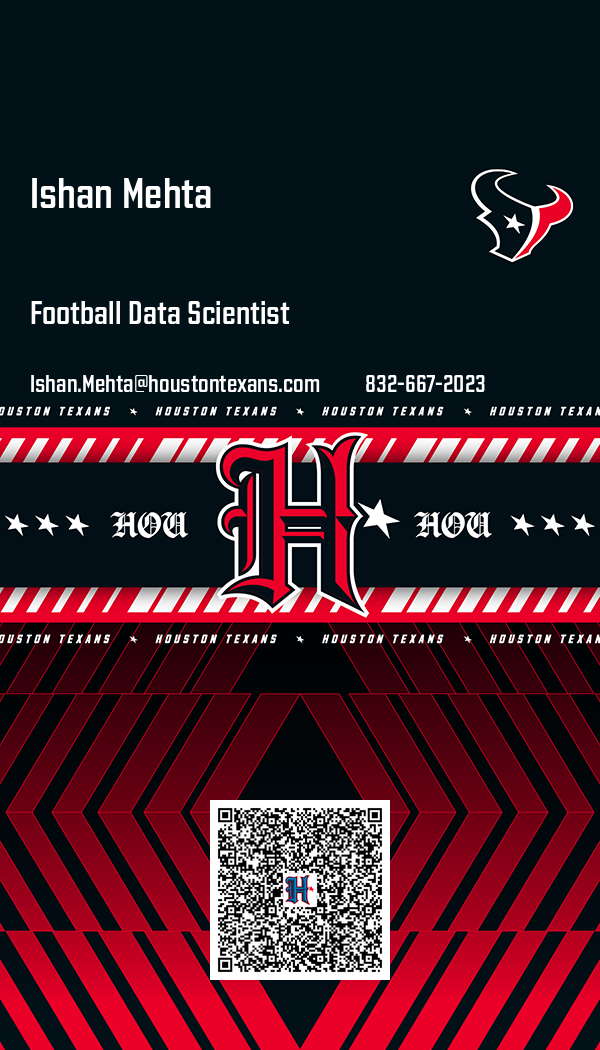 Ishan Mehta
Football Data Scientist
Ishan.Mehta@houstontexans.com 832-667-2023
HOUSTON TEXANS HOUSTON TEXANS HOUSTON TEXANS HOUSTON TEXANS
HOU H HOU
HOUSTON TEXANS HOUSTON TEXANS HOUSTON TEXANS HOUSTON TEXANS
H